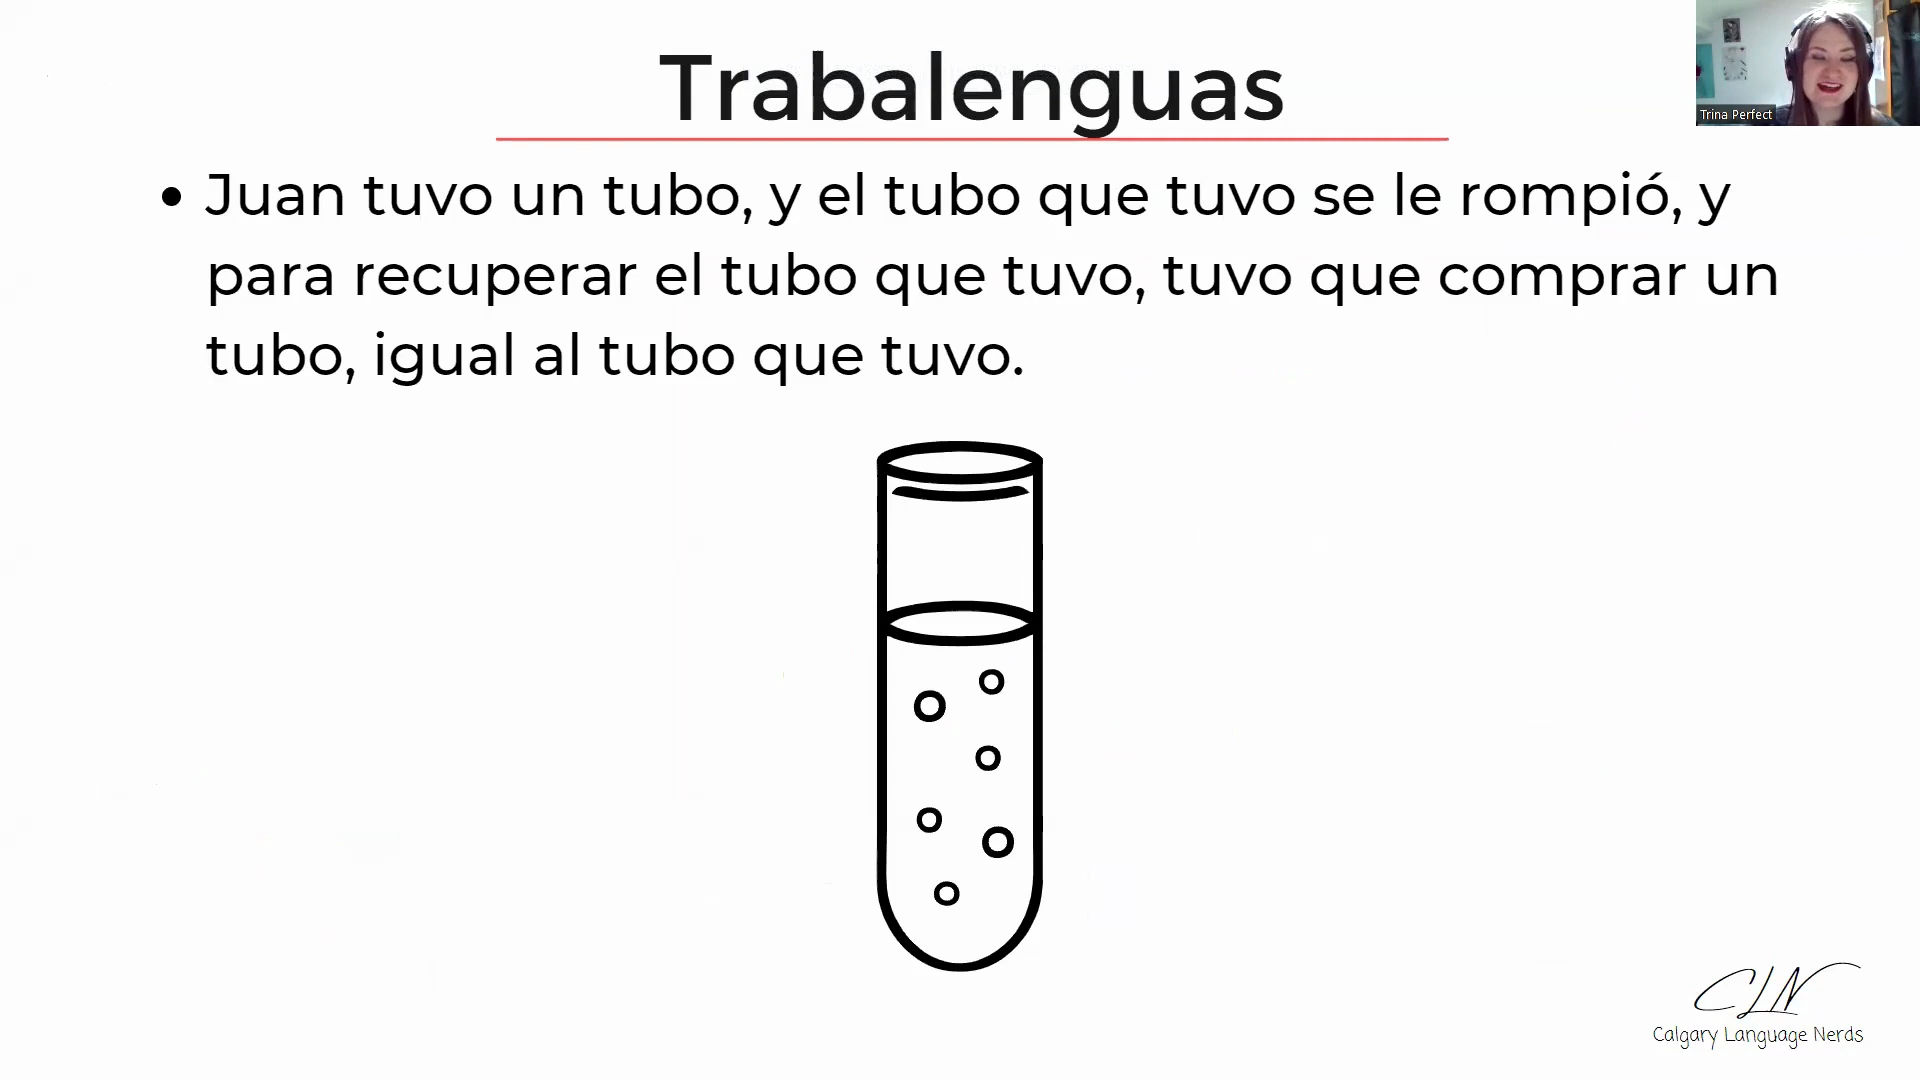 Trabalenguas
Trina Perfect
• Juan tuvo un tubo, y el tubo que tuvo se le rompió, y
para recuperar el tubo que tuvo, tuvo que comprar un
tubo, igual al tubo que tuvo.
CLN
Calgary Language Nerds